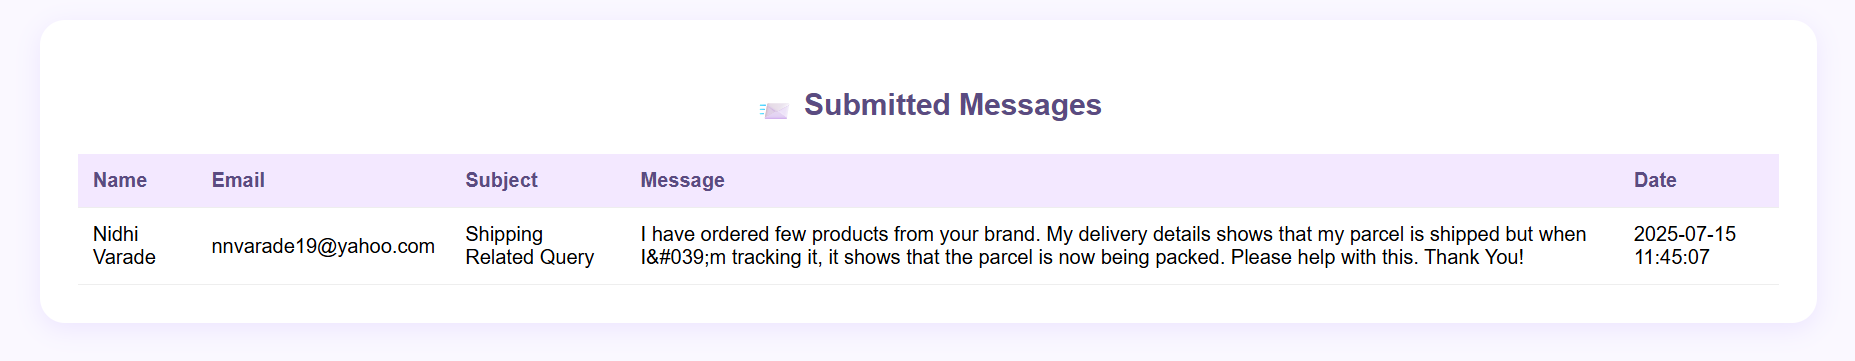 Submitted Messages
Name Email Subject Message Date
Nidhi Varade nnvarade19@yahoo.com Shipping Related Query I have ordered few products from your brand. My delivery details shows that my parcel is shipped but when I&#039;m tracking it, it shows that the parcel is now being packed. Please help with this. Thank You! 2025-07-15 11:45:07